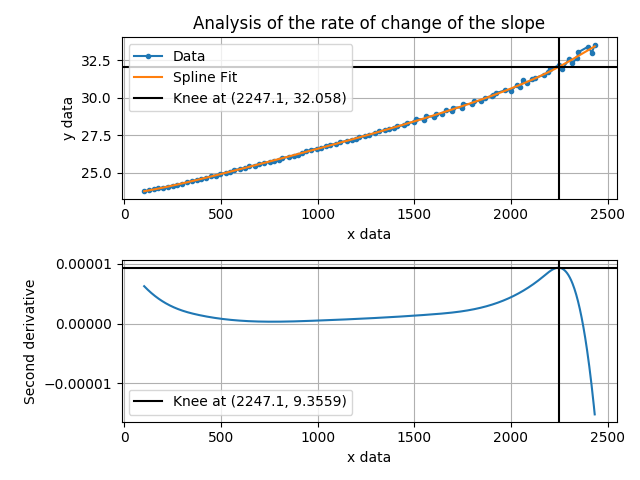 Analysis of the rate of change of the slope
Data
Spline Fit
Knee at (2247.1, 32.058)
32.5
30.0
27.5
25.0
y data
0 500 1000 1500 2000 2500
x data
0.00001
0.00000
−0.00001
Second derivative
Knee at (2247.1, 9.3559)
0 500 1000 1500 2000 2500
x data